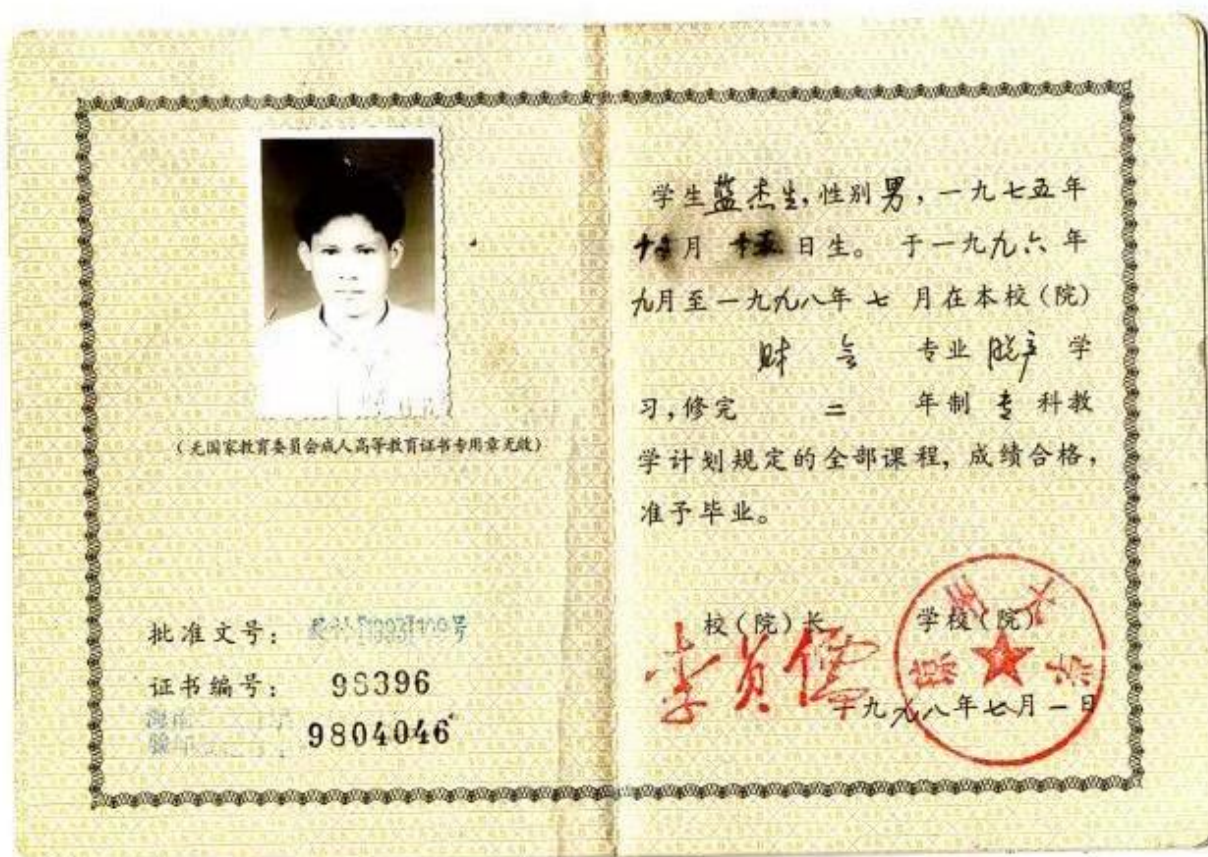 (无国家教育委员会成人高等教育证书专用章无效)
批准文号：
证书编号： 98396
9804046
学生蓝杰生，性别男，一九七五年
月 日生。 于一九九六年
九月至一九九八年七月在本校(院)
财会 专业 脱产 学
习，修完 二 年制 专 科教
学计划规定的全部课程，成绩合格，
准予毕业。
校(院)长 学校(院)
一九九八年七月一日